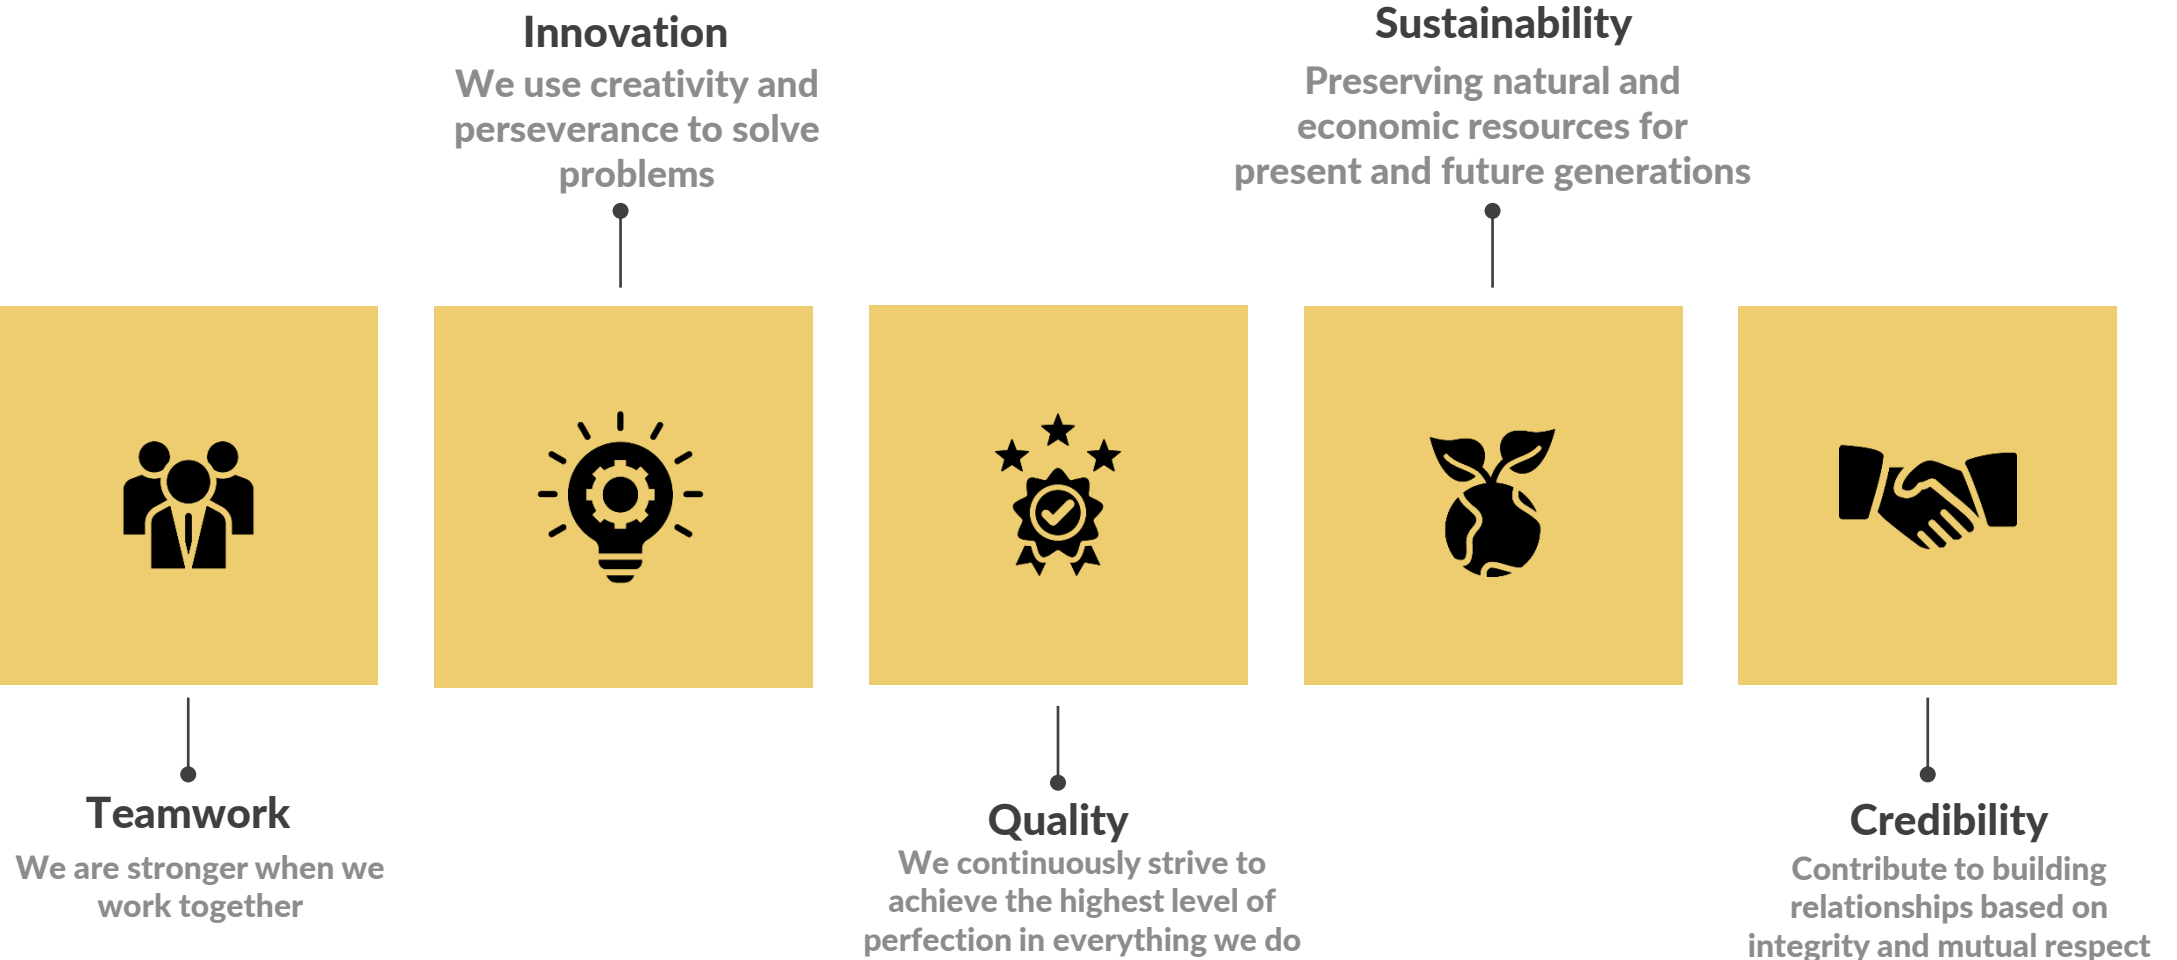 Innovation
We use creativity and
perseverance to solve
problems
Sustainability
Preserving natural and
economic resources for
present and future generations
Teamwork
We are stronger when we
work together
Quality
We continuously strive to
achieve the highest level of
perfection in everything we do
Credibility
Contribute to building
relationships based on
integrity and mutual respect